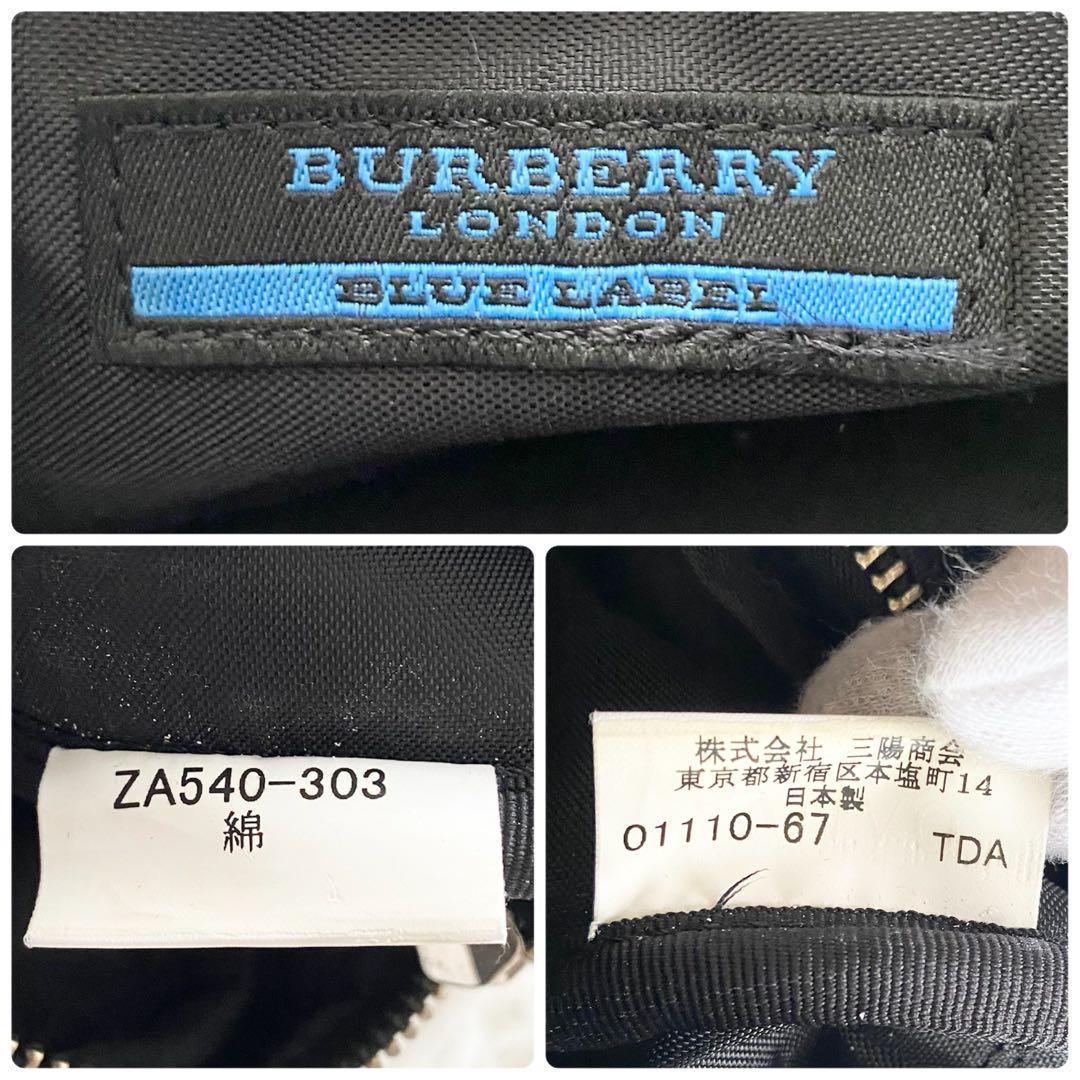 BURBERRY
LONDON
BLUE LABEL
ZA540-303
綿
株式会社 三陽商会
東京都新宿区本塩町14
日本製
01110-67 TDA